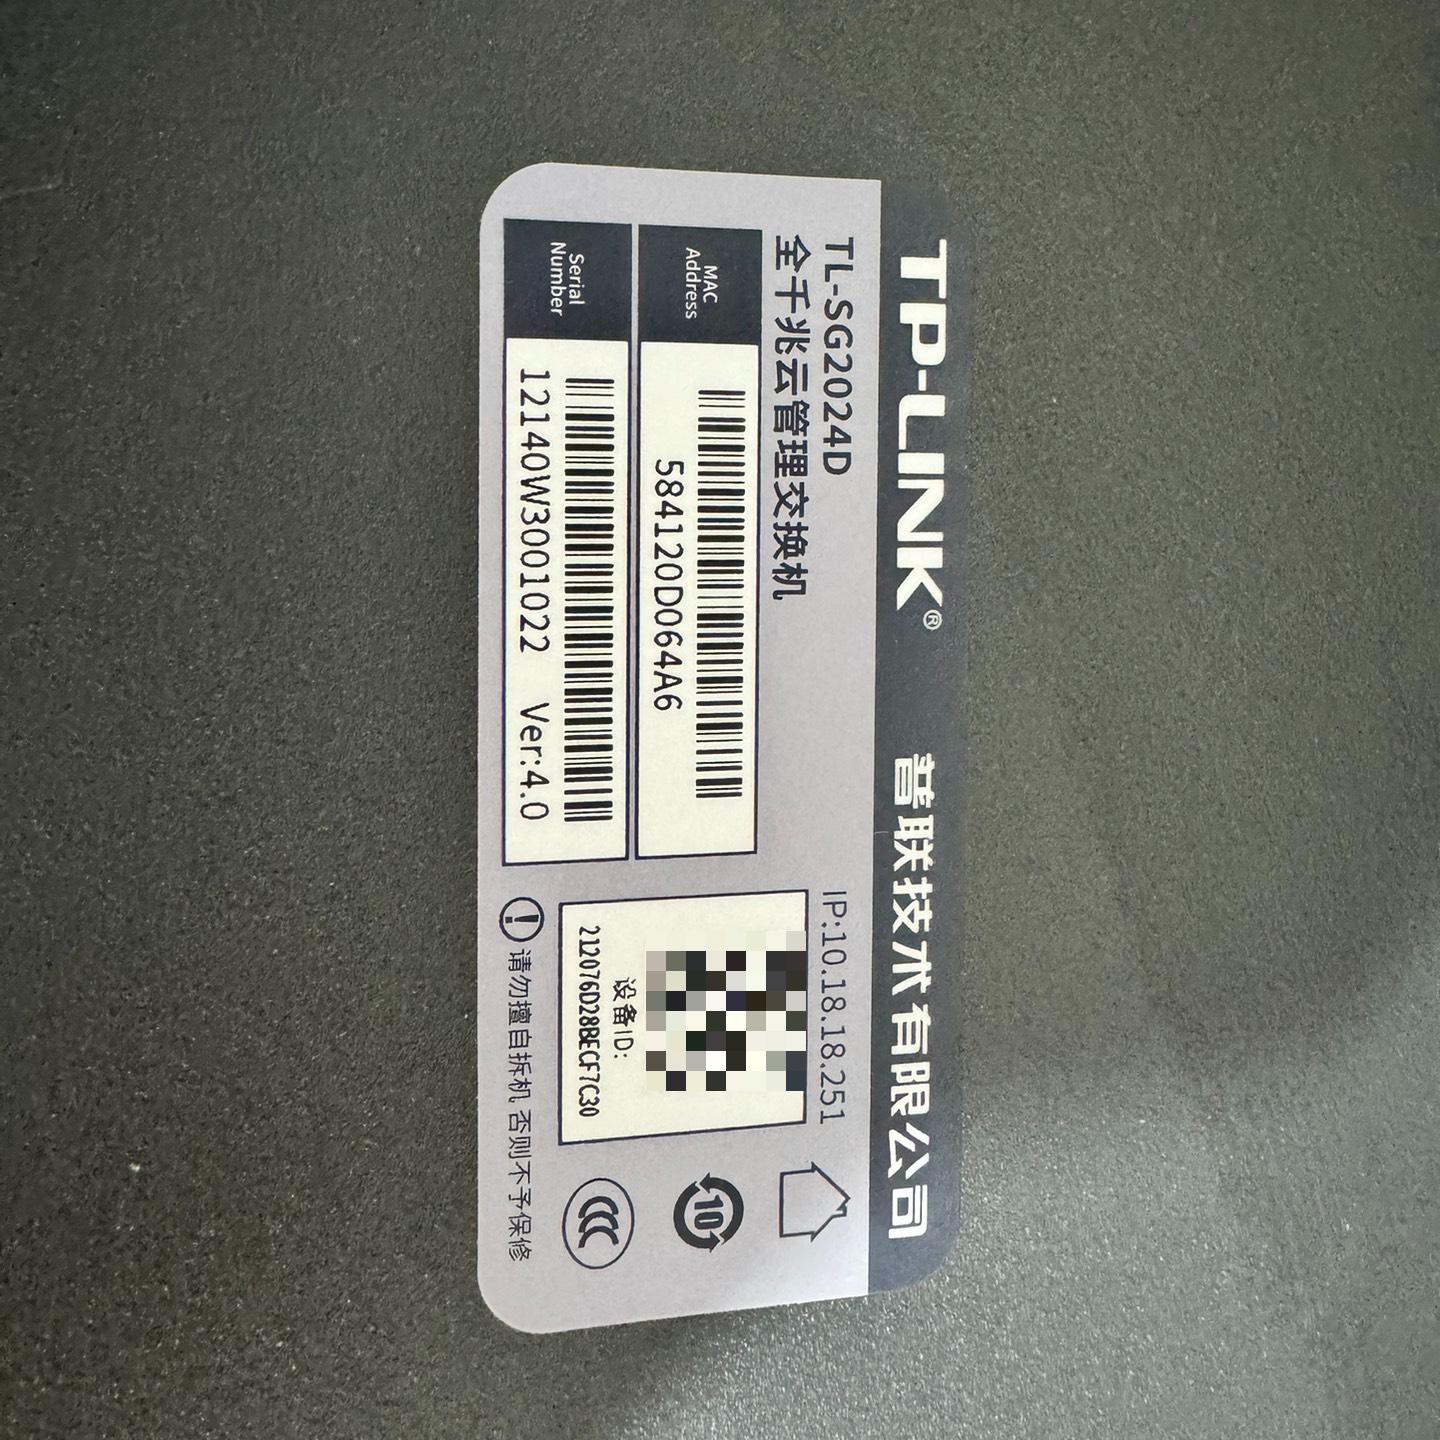 TP-LINK® 普联技术有限公司
TL-SG2024D
全千兆云管理交换机
IP:10.18.18.251
MAC
Address
584120D064A6
Serial
Number
12140W3001022 Ver:4.0
设备ID:
212076D28BECF7C30
10
CCC
请勿擅自拆机 否则不予保修